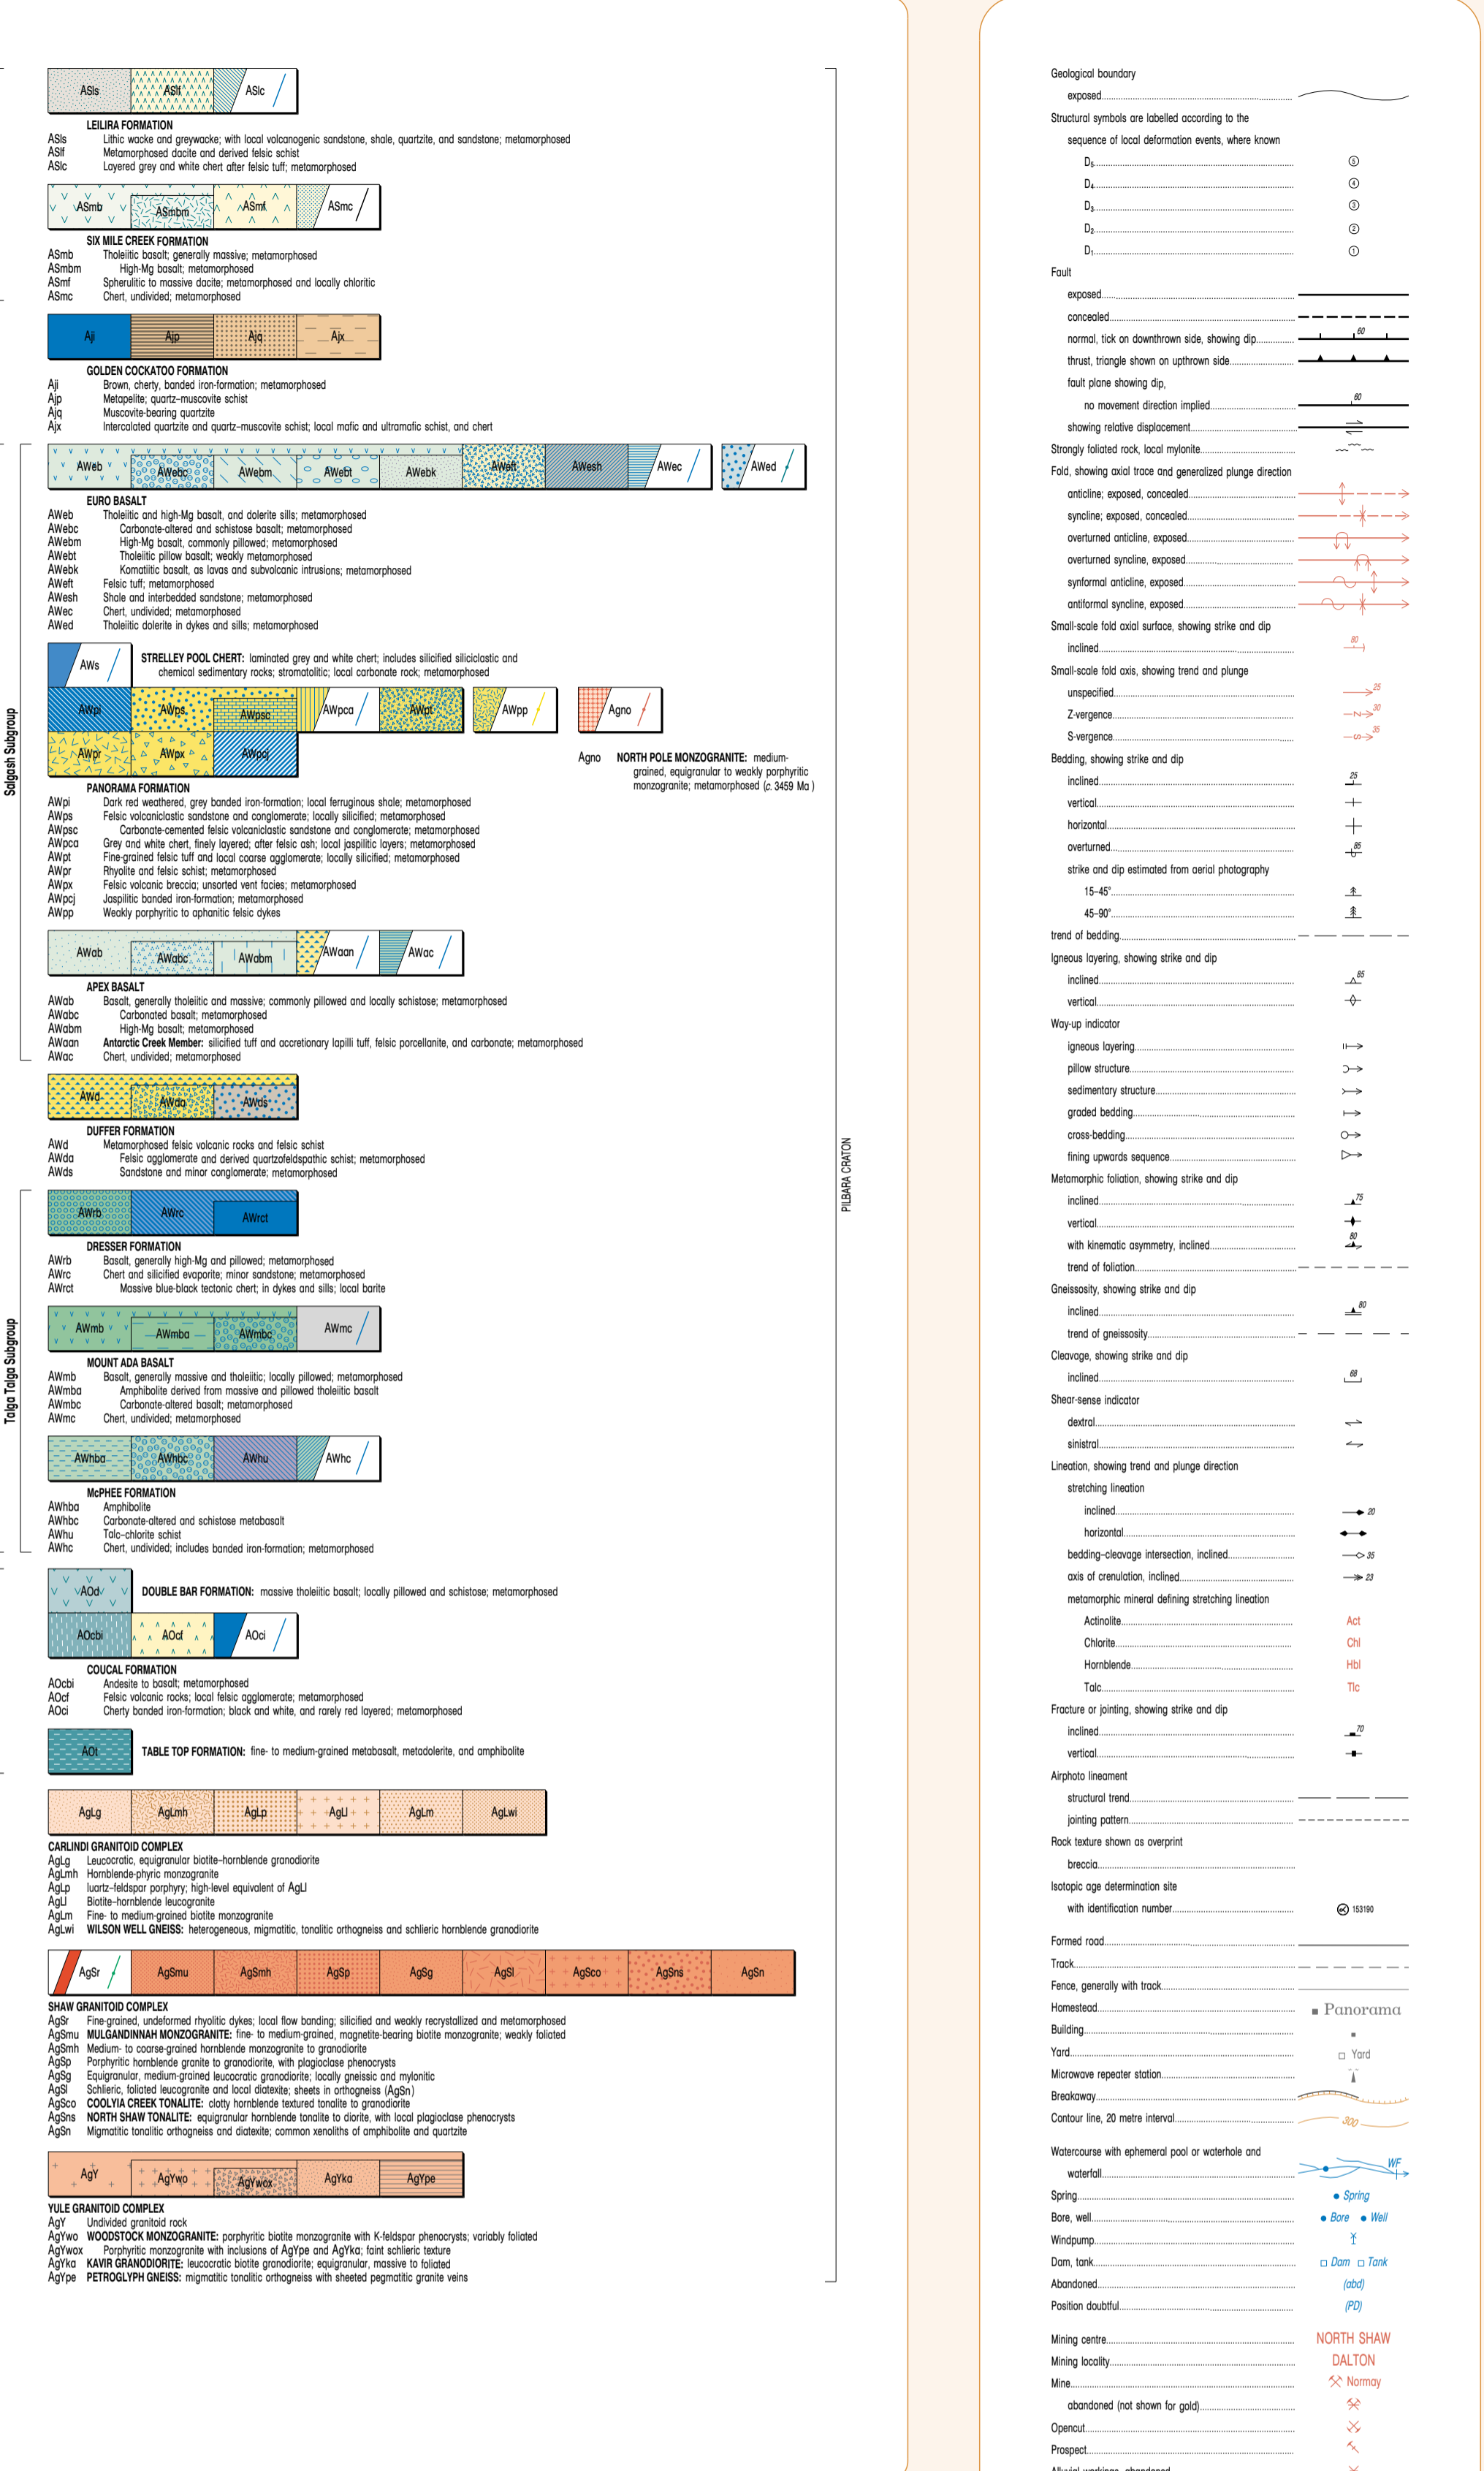 ASls ASlf ASlc
LEILIRA FORMATION
ASls Lithic wacke and greywacke; with local volcanogenic sandstone, shale, quartzite, and sandstone; metamorphosed
ASlf Metamorphosed dacite and derived felsic schist
ASlc Layered grey and white chert after felsic tuff; metamorphosed
ASmb ASmbm ASmf ASmc
SIX MILE CREEK FORMATION
ASmb Tholeiitic basalt; generally massive; metamorphosed
ASmbm High-Mg basalt; metamorphosed
ASmf Spherulitic to massive dacite; metamorphosed and locally chloritic
ASmc Chert, undivided; metamorphosed
Aji Ajp Ajq Ajx
GOLDEN COCKATOO FORMATION
Aji Brown, cherty, banded iron-formation; metamorphosed
Ajp Metapelite; quartz–muscovite schist
Ajq Muscovite-bearing quartzite
Ajx Intercalated quartzite and quartz–muscovite schist; local mafic and ultramafic schist, and chert
AWeb AWebc AWebm AWebt AWebk AWeft AWesh AWec AWed
EURO BASALT
AWeb Tholeiitic and high-Mg basalt, and dolerite sills; metamorphosed
AWebc Carbonate-altered and schistose basalt; metamorphosed
AWebm High-Mg basalt, commonly pillowed; metamorphosed
AWebt Tholeiitic pillow basalt; weakly metamorphosed
AWebk Komatiitic basalt, as lavas and subvolcanic intrusions; metamorphosed
AWeft Felsic tuff; metamorphosed
AWesh Shale and interbedded sandstone; metamorphosed
AWec Chert, undivided; metamorphosed
AWed Tholeiitic dolerite in dykes and sills; metamorphosed
AWs
STRELLEY POOL CHERT: laminated grey and white chert; includes silicified siliciclastic and
chemical sedimentary rocks; stromatolitic; local carbonate rock; metamorphosed
AWpi AWps AWpsc AWpca AWpt AWpp Agno
AWpr AWpx AWpcj
Agno NORTH POLE MONZOGRANITE: medium-
grained, equigranular to weakly porphyritic
monzogranite; metamorphosed (c. 3459 Ma )
PANORAMA FORMATION
AWpi Dark red weathered, grey banded iron-formation; local ferruginous shale; metamorphosed
AWps Felsic volcaniclastic sandstone and conglomerate; locally silicified; metamorphosed
AWpsc Carbonate-cemented felsic volcaniclastic sandstone and conglomerate; metamorphosed
AWpca Grey and white chert, finely layered; after felsic ash; local jaspilitic layers; metamorphosed
AWpt Fine-grained felsic tuff and local coarse agglomerate; locally silicified; metamorphosed
AWpr Rhyolite and felsic schist; metamorphosed
AWpx Felsic volcanic breccia; unsorted vent facies; metamorphosed
AWpcj Jaspilitic banded iron-formation; metamorphosed
AWpp Weakly porphyritic to aphanitic felsic dykes
Salgash Subgroup
AWab AWabc AWabm AWaan AWac
APEX BASALT
AWab Basalt, generally tholeiitic and massive; commonly pillowed and locally schistose; metamorphosed
AWabc Carbonated basalt; metamorphosed
AWabm High-Mg basalt; metamorphosed
AWaan Antarctic Creek Member: silicified tuff and accretionary lapilli tuff, felsic porcellanite, and carbonate; metamorphosed
AWac Chert, undivided; metamorphosed
AWd AWda AWds
DUFFER FORMATION
AWd Metamorphosed felsic volcanic rocks and felsic schist
AWda Felsic agglomerate and derived quartzofeldspathic schist; metamorphosed
AWds Sandstone and minor conglomerate; metamorphosed
PILBARA CRATON
AWrb AWrc AWrct
DRESSER FORMATION
AWrb Basalt, generally high-Mg and pillowed; metamorphosed
AWrc Chert and silicified evaporite; minor sandstone; metamorphosed
AWrct Massive blue-black tectonic chert; in dykes and sills; local barite
AWmb AWmba AWmbc AWmc
MOUNT ADA BASALT
AWmb Basalt, generally massive and tholeiitic; locally pillowed; metamorphosed
AWmba Amphibolite derived from massive and pillowed tholeiitic basalt
AWmbc Carbonate-altered basalt; metamorphosed
AWmc Chert, undivided; metamorphosed
Talga Talga Subgroup
AWhba AWhbc AWhu AWhc
McPHEE FORMATION
AWhba Amphibolite
AWhbc Carbonate-altered and schistose metabasalt
AWhu Talc–chlorite schist
AWhc Chert, undivided; includes banded iron-formation; metamorphosed
AOd
DOUBLE BAR FORMATION: massive tholeiitic basalt; locally pillowed and schistose; metamorphosed
AOcbi AOcf AOci
COUCAL FORMATION
AOcbi Andesite to basalt; metamorphosed
AOcf Felsic volcanic rocks; local felsic agglomerate; metamorphosed
AOci Cherty banded iron-formation; black and white, and rarely red layered; metamorphosed
AOt
TABLE TOP FORMATION: fine- to medium-grained metabasalt, metadolerite, and amphibolite
AgLg AgLmh AgLp AgLl AgLm AgLwi
CARLINDI GRANITOID COMPLEX
AgLg Leucocratic, equigranular biotite–hornblende granodiorite
AgLmh Hornblende-phyric monzogranite
AgLp luartz–feldspar porphyry; high-level equivalent of AgLl
AgLl Biotite–hornblende leucogranite
AgLm Fine- to medium-grained biotite monzogranite
AgLwi WILSON WELL GNEISS: heterogeneous, migmatitic, tonalitic orthogneiss and schlieric hornblende granodiorite
AgSr AgSmu AgSmh AgSp AgSg AgSl AgSco AgSns AgSn
SHAW GRANITOID COMPLEX
AgSr Fine-grained, undeformed rhyolitic dykes; local flow banding; silicified and weakly recrystallized and metamorphosed
AgSmu MULGANDINNAH MONZOGRANITE: fine- to medium-grained, magnetite-bearing biotite monzogranite; weakly foliated
AgSmh Medium- to coarse-grained hornblende monzogranite to granodiorite
AgSp Porphyritic hornblende granite to granodiorite, with plagioclase phenocrysts
AgSg Equigranular, medium-grained leucocratic granodiorite; locally gneissic and mylonitic
AgSl Schlieric, foliated leucogranite and local diatexite; sheets in orthogneiss (AgSn)
AgSco COOLYIA CREEK TONALITE: clotty hornblende textured tonalite to granodiorite
AgSns NORTH SHAW TONALITE: equigranular hornblende tonalite to diorite, with local plagioclase phenocrysts
AgSn Migmatitic tonalitic orthogneiss and diatexite; common xenoliths of amphibolite and quartzite
AgY AgYwo AgYwox AgYka AgYpe
YULE GRANITOID COMPLEX
AgY Undivided granitoid rock
AgYwo WOODSTOCK MONZOGRANITE: porphyritic biotite monzogranite with K-feldspar phenocrysts; variably foliated
AgYwox Porphyritic monzogranite with inclusions of AgYpe and AgYka; faint schlieric texture
AgYka KAVIR GRANODIORITE: leucocratic biotite granodiorite; equigranular, massive to foliated
AgYpe PETROGLYPH GNEISS: migmatitic tonalitic orthogneiss with sheeted pegmatitic granite veins
Geological boundary
exposed
Structural symbols are labelled according to the
sequence of local deformation events, where known
D5 5
D4 4
D3 3
D2 2
D1 1
Fault
exposed
concealed
normal, tick on downthrown side, showing dip 60
thrust, triangle shown on upthrown side
fault plane showing dip,
no movement direction implied 60
showing relative displacement
Strongly foliated rock, local mylonite
Fold, showing axial trace and generalized plunge direction
anticline; exposed, concealed
syncline; exposed, concealed
overturned anticline, exposed
overturned syncline, exposed
synformal anticline, exposed
antiformal syncline, exposed
Small-scale fold axial surface, showing strike and dip
inclined 80
Small-scale fold axis, showing trend and plunge
unspecified 25
Z-vergence Z 30
S-vergence S 35
Bedding, showing strike and dip
inclined 25
vertical
horizontal
overturned 85
strike and dip estimated from aerial photography
15–45°
45–90°
trend of bedding
Igneous layering, showing strike and dip
inclined 85
vertical
Way-up indicator
igneous layering
pillow structure
sedimentary structure
graded bedding
cross-bedding
fining upwards sequence
Metamorphic foliation, showing strike and dip
inclined 75
vertical
with kinematic asymmetry, inclined 80
trend of foliation
Gneissosity, showing strike and dip
inclined 80
trend of gneissosity
Cleavage, showing strike and dip
inclined 68
Shear-sense indicator
dextral
sinistral
Lineation, showing trend and plunge direction
stretching lineation
inclined 20
horizontal
bedding–cleavage intersection, inclined 35
axis of crenulation, inclined 23
metamorphic mineral defining stretching lineation
Actinolite Act
Chlorite Chl
Hornblende Hbl
Talc Tlc
Fracture or jointing, showing strike and dip
inclined 70
vertical
Airphoto lineament
structural trend
jointing pattern
Rock texture shown as overprint
breccia
Isotopic age determination site
with identification number 153190
Formed road
Track
Fence, generally with track
Homestead Panorama
Building
Yard Yard
Microwave repeater station
Breakaway
Contour line, 20 metre interval 300
Watercourse with ephemeral pool or waterhole and
waterfall WF
Spring Spring
Bore, well Bore Well
Windpump
Dam, tank Dam Tank
Abandoned (abd)
Position doubtful (PD)
Mining centre NORTH SHAW
Mining locality DALTON
Mine Normay
abandoned (not shown for gold)
Opencut
Prospect
Alluvial workings, abandoned